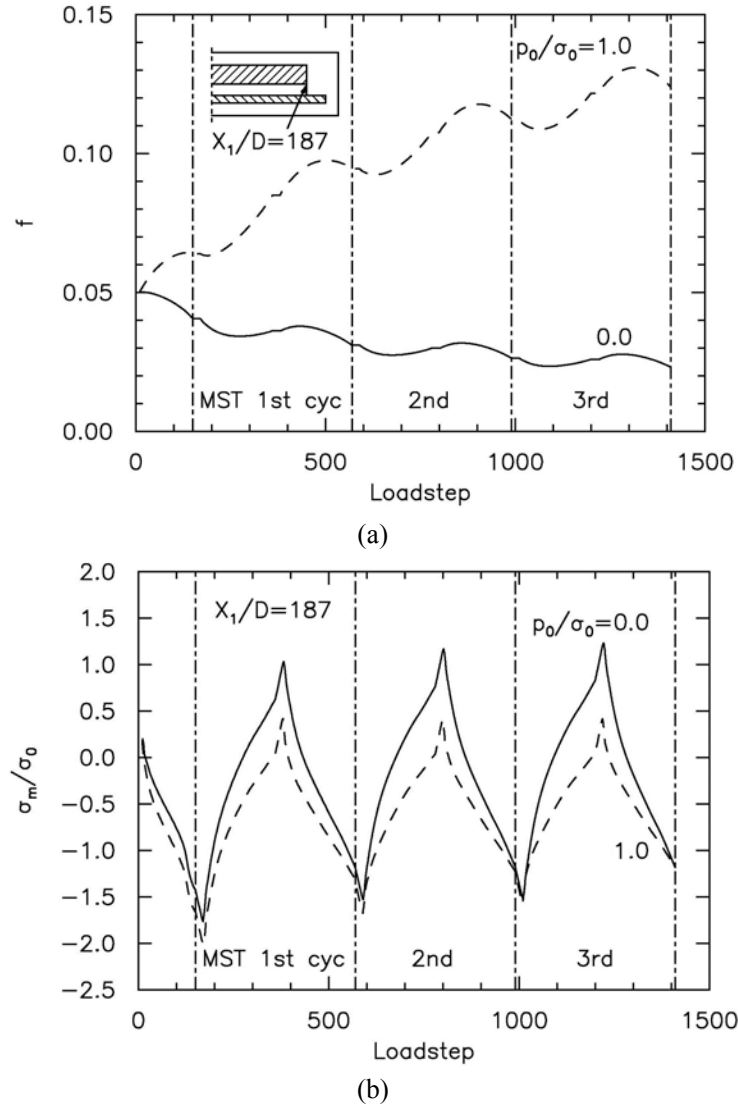 0.15
p₀/σ₀=1.0
X₁/D=187
0.10
f
0.05
0.0
MST 1st cyc 2nd 3rd
0.00
0 500 1000 1500
Loadstep
(a)
2.0
X₁/D=187 p₀/σ₀=0.0
1.5
1.0
0.5
0.0
σₘ/σ₀
−0.5
−1.0
1.0
−1.5
−2.0
MST 1st cyc 2nd 3rd
−2.5
0 500 1000 1500
Loadstep
(b)